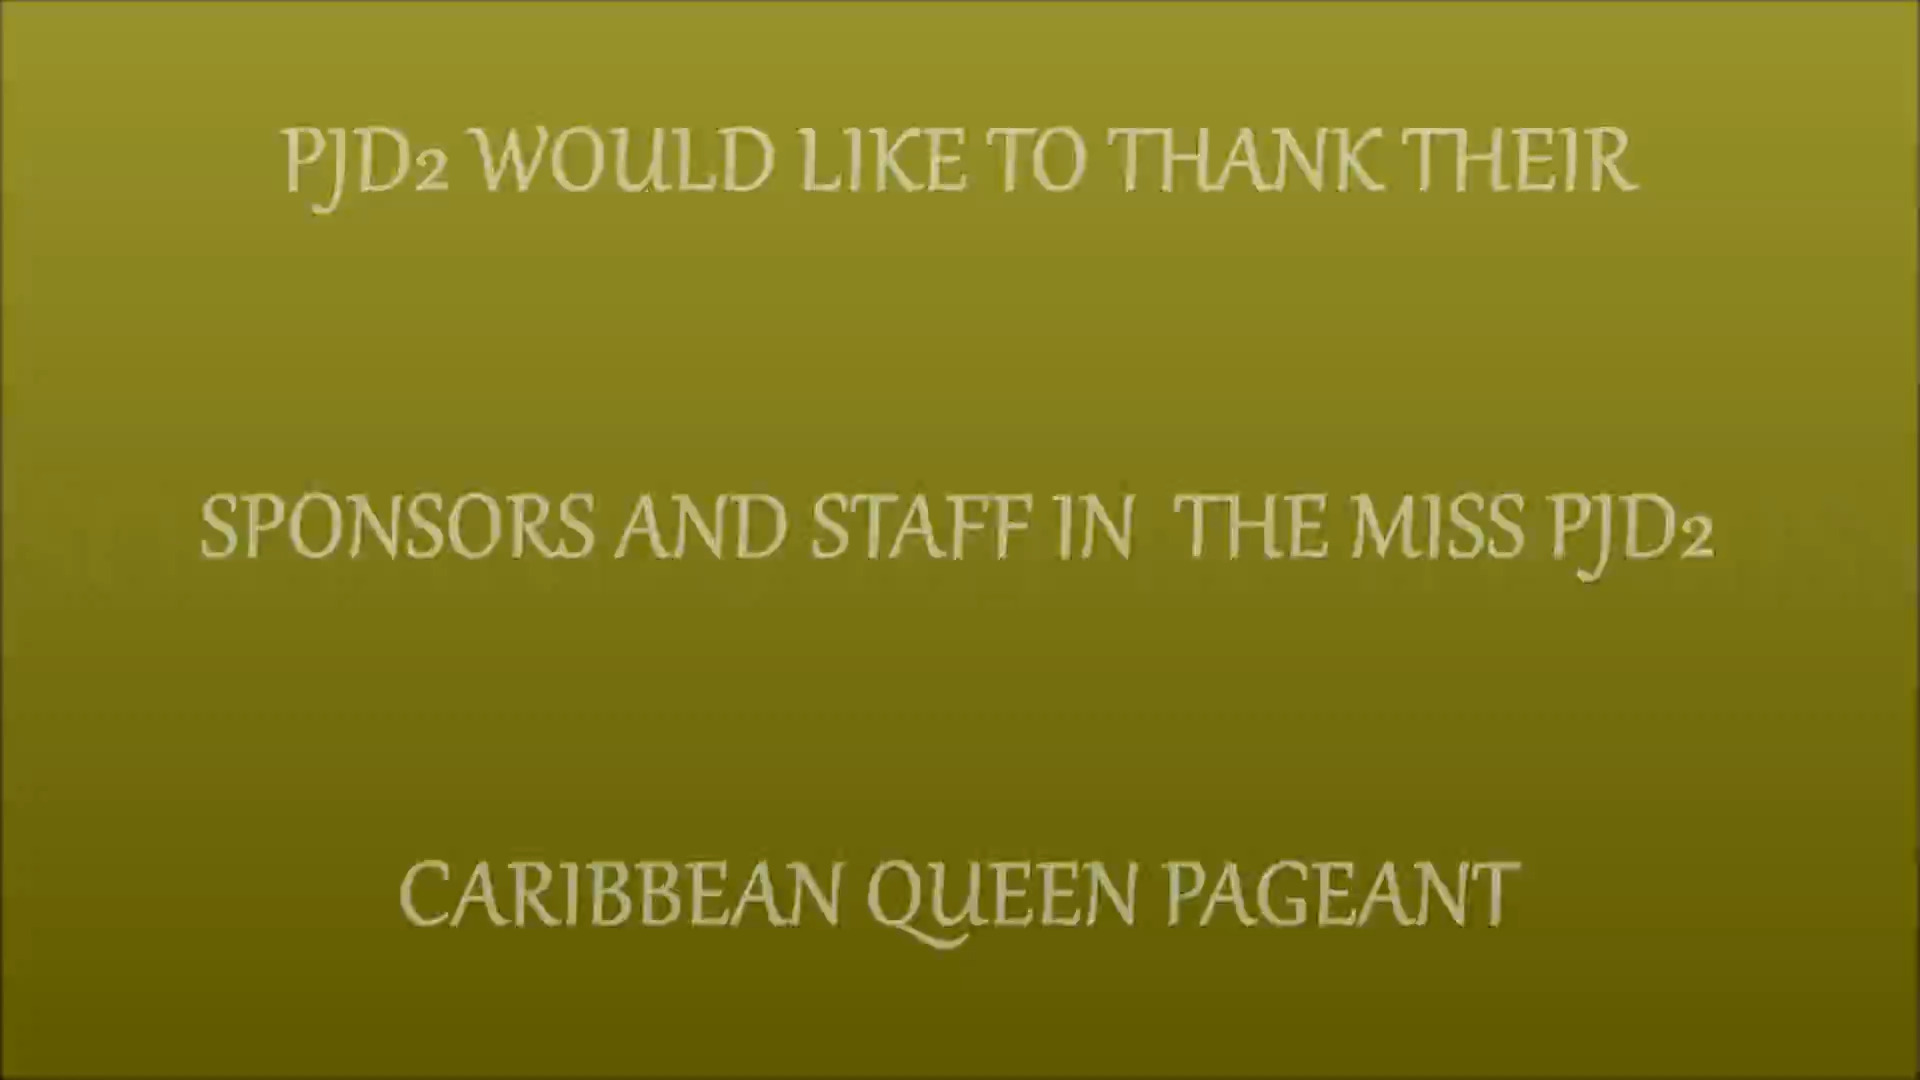 PJD2 WOULD LIKE TO THANK THEIR
SPONSORS AND STAFF IN THE MISS PJD2
CARIBBEAN QUEEN PAGEANT